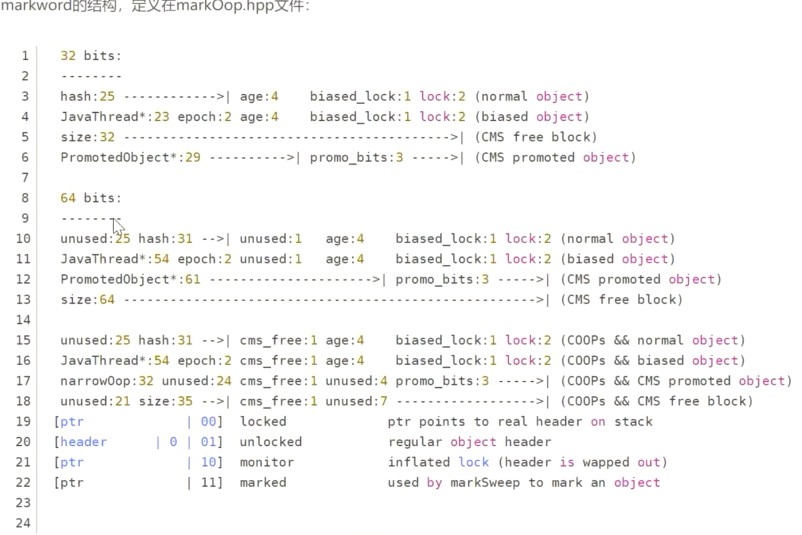 markword的结构，定义在markOop.hpp文件：
1 32 bits:
2 --------
3 hash:25 ------------>| age:4    biased_lock:1 lock:2 (normal object)
4 JavaThread*:23 epoch:2 age:4    biased_lock:1 lock:2 (biased object)
5 size:32 ------------------------------------------>| (CMS free block)
6 PromotedObject*:29 ---------->| promo_bits:3 ----->| (CMS promoted object)
7
8 64 bits:
9 --------
10 unused:25 hash:31 -->| unused:1   age:4    biased_lock:1 lock:2 (normal object)
11 JavaThread*:54 epoch:2 unused:1   age:4    biased_lock:1 lock:2 (biased object)
12 PromotedObject*:61 --------------------->| promo_bits:3 ----->| (CMS promoted object)
13 size:64 ----------------------------------------------------->| (CMS free block)
14
15 unused:25 hash:31 -->| cms_free:1 age:4    biased_lock:1 lock:2 (COOPs && normal object)
16 JavaThread*:54 epoch:2 cms_free:1 age:4    biased_lock:1 lock:2 (COOPs && biased object)
17 narrowOop:32 unused:24 cms_free:1 unused:4 promo_bits:3 ----->| (COOPs && CMS promoted object)
18 unused:21 size:35 -->| cms_free:1 unused:7 ------------------>| (COOPs && CMS free block)
19 [ptr             | 00]  locked             ptr points to real header on stack
20 [header      | 0 | 01]  unlocked           regular object header
21 [ptr             | 10]  monitor            inflated lock (header is wapped out)
22 [ptr             | 11]  marked             used by markSweep to mark an object
23
24